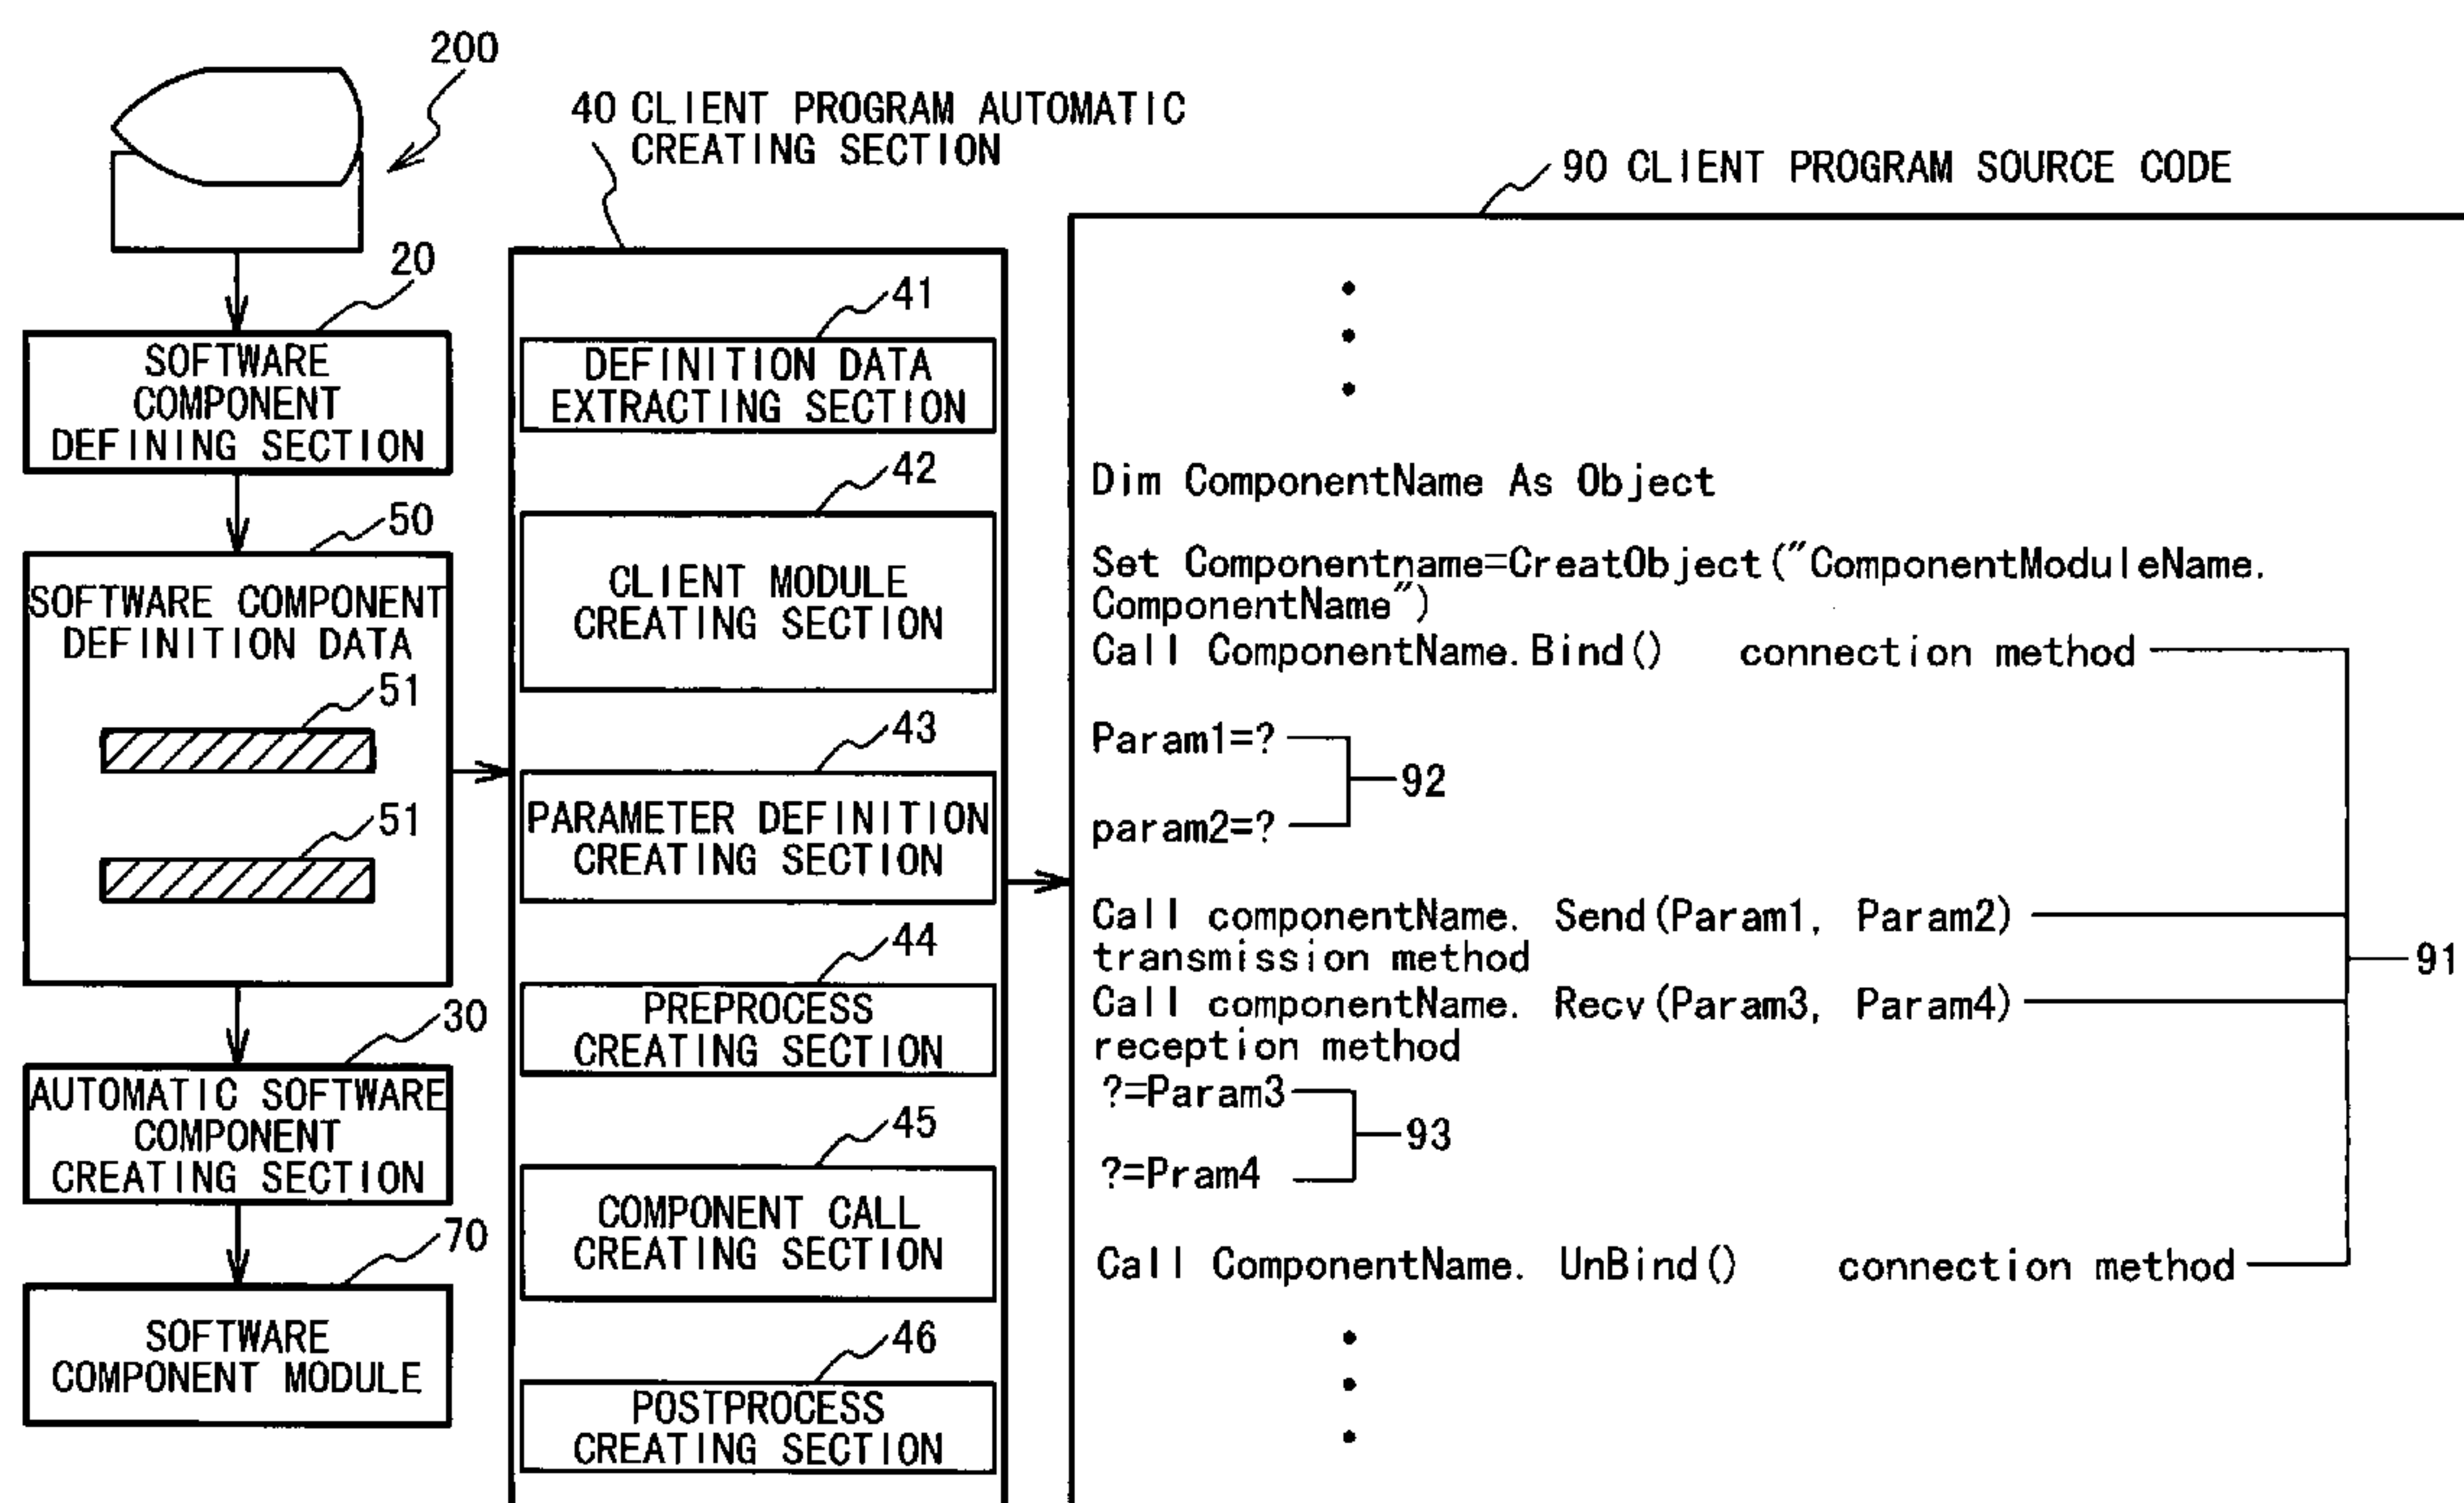 200
20
SOFTWARE
COMPONENT
DEFINING SECTION
50
SOFTWARE COMPONENT
DEFINITION DATA
51
51
30
AUTOMATIC SOFTWARE
COMPONENT
CREATING SECTION
70
SOFTWARE
COMPONENT MODULE
40 CLIENT PROGRAM AUTOMATIC
CREATING SECTION
41
DEFINITION DATA
EXTRACTING SECTION
42
CLIENT MODULE
CREATING SECTION
43
PARAMETER DEFINITION
CREATING SECTION
44
PREPROCESS
CREATING SECTION
45
COMPONENT CALL
CREATING SECTION
46
POSTPROCESS
CREATING SECTION
90 CLIENT PROGRAM SOURCE CODE
Dim ComponentName As Object
Set Componentname=CreatObject("ComponentModuleName.
ComponentName")
Call ComponentName.Bind() connection method
Param1=?
92
param2=?
Call componentName. Send(Param1, Param2)
transmission method
91
Call componentName. Recv(Param3, Param4)
reception method
?=Param3
93
?=Pram4
Call ComponentName. UnBind() connection method